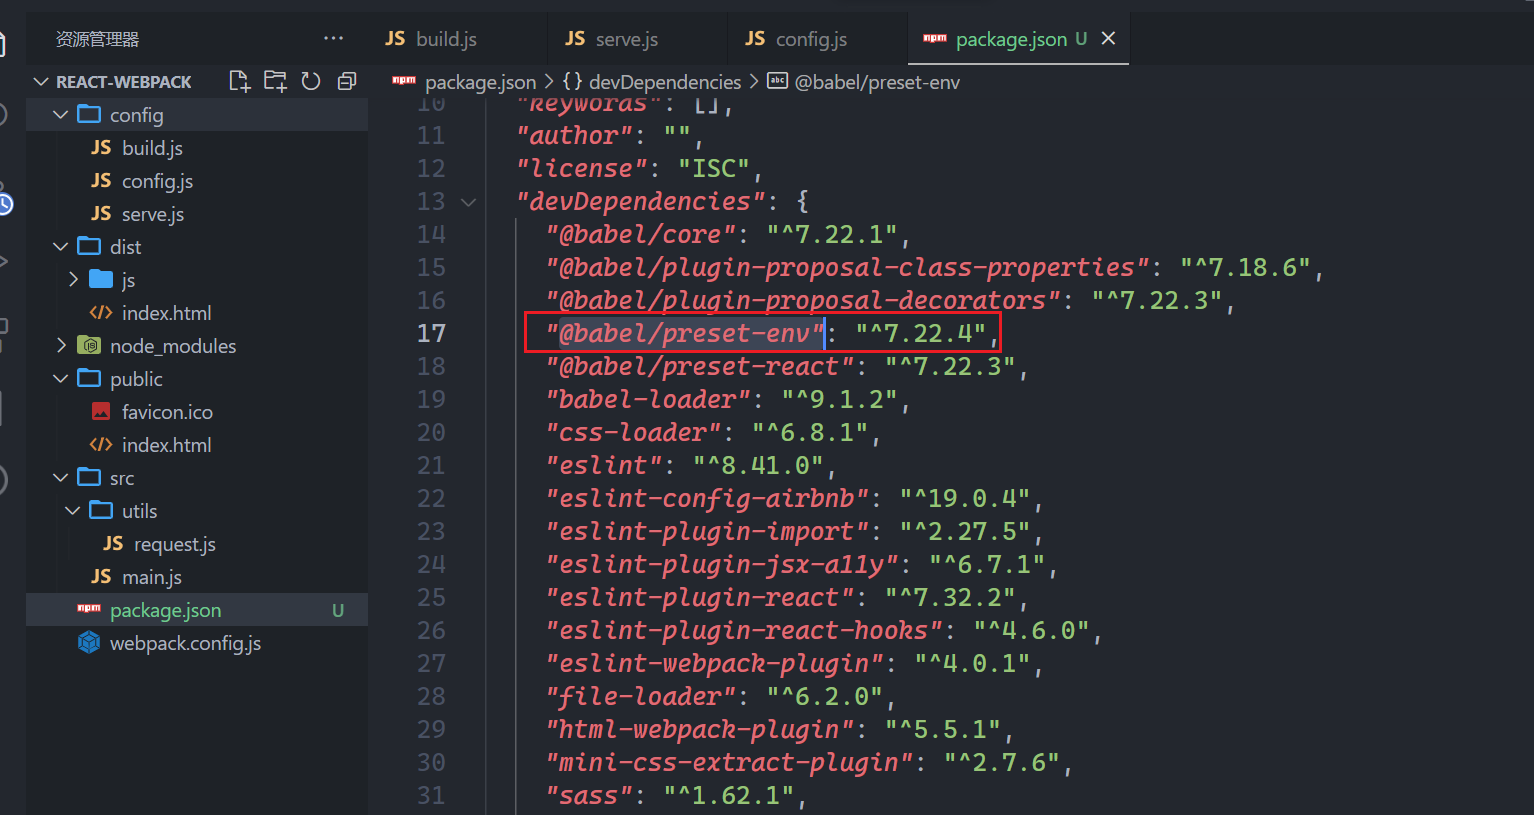 资源管理器 ···
JS build.js
JS serve.js
JS config.js
npm package.json U
REACT-WEBPACK
config
JS build.js
JS config.js
JS serve.js
dist
js
index.html
node_modules
public
favicon.ico
index.html
src
utils
JS request.js
JS main.js
npm package.json U
webpack.config.js
npm package.json > {} devDependencies > abc @babel/preset-env
10 "keywords": [],
11 "author": "",
12 "license": "ISC",
13 "devDependencies": {
14 "@babel/core": "^7.22.1",
15 "@babel/plugin-proposal-class-properties": "^7.18.6",
16 "@babel/plugin-proposal-decorators": "^7.22.3",
17 "@babel/preset-env": "^7.22.4",
18 "@babel/preset-react": "^7.22.3",
19 "babel-loader": "^9.1.2",
20 "css-loader": "^6.8.1",
21 "eslint": "^8.41.0",
22 "eslint-config-airbnb": "^19.0.4",
23 "eslint-plugin-import": "^2.27.5",
24 "eslint-plugin-jsx-a11y": "^6.7.1",
25 "eslint-plugin-react": "^7.32.2",
26 "eslint-plugin-react-hooks": "^4.6.0",
27 "eslint-webpack-plugin": "^4.0.1",
28 "file-loader": "^6.2.0",
29 "html-webpack-plugin": "^5.5.1",
30 "mini-css-extract-plugin": "^2.7.6",
31 "sass": "^1.62.1",